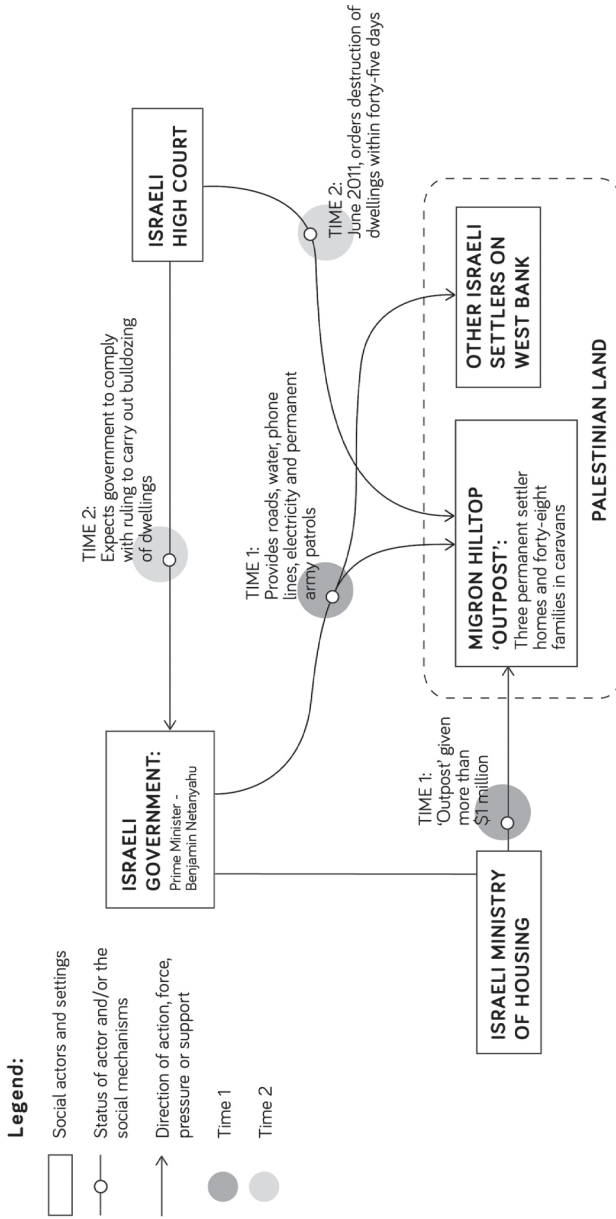 Legend:
Social actors and settings
Status of actor and/or the
social mechanisms
Direction of action, force,
pressure or support
Time 1
Time 2
ISRAELI
GOVERNMENT:
Prime Minister -
Benjamin Netanyahu
TIME 2:
Expects government to comply
with ruling to carry out bulldozing
of dwellings
ISRAELI
HIGH COURT
TIME 1:
Provides roads, water, phone
lines, electricity and permanent
army patrols
TIME 2:
June 2011, orders destruction of
dwellings within forty-five days
ISRAELI MINISTRY
OF HOUSING
TIME 1:
‘Outpost’ given
more than
$1 million
MIGRON HILLTOP
‘OUTPOST’:
Three permanent settler
homes and forty-eight
families in caravans
OTHER ISRAELI
SETTLERS ON
WEST BANK
PALESTINIAN LAND